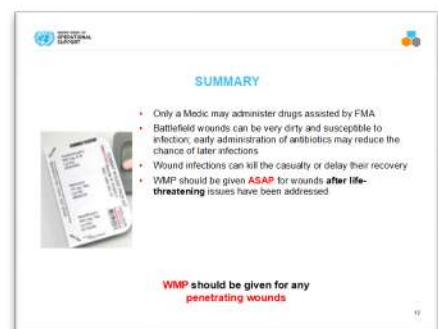 OPERATIONAL
SUPPORT
SUMMARY
• Only a Medic may administer drugs assisted by FMA
• Battlefield wounds can be very dirty and susceptible to
infection; early administration of antibiotics may reduce the
chance of later infections
• Wound infections can kill the casualty or delay their recovery
• WMP should be given ASAP for wounds after life-
threatening issues have been addressed
WMP should be given for any
penetrating wounds